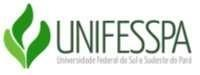 UNIFESSPA
Universidade Federal do Sul e Sudeste do Pará